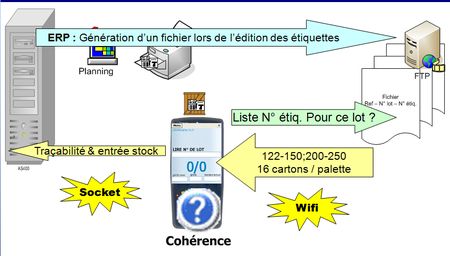 ERP : Génération d'un fichier lors de l'édition des étiquettes
Planning
FTP
Fichier
Ref – N° lot – N° étiq.
Liste N° étiq. Pour ce lot ?
LIRE N° DE LOT
0/0
Traçabilité & entrée stock
122-150;200-250
16 cartons / palette
AS400
Socket
Wifi
Cohérence